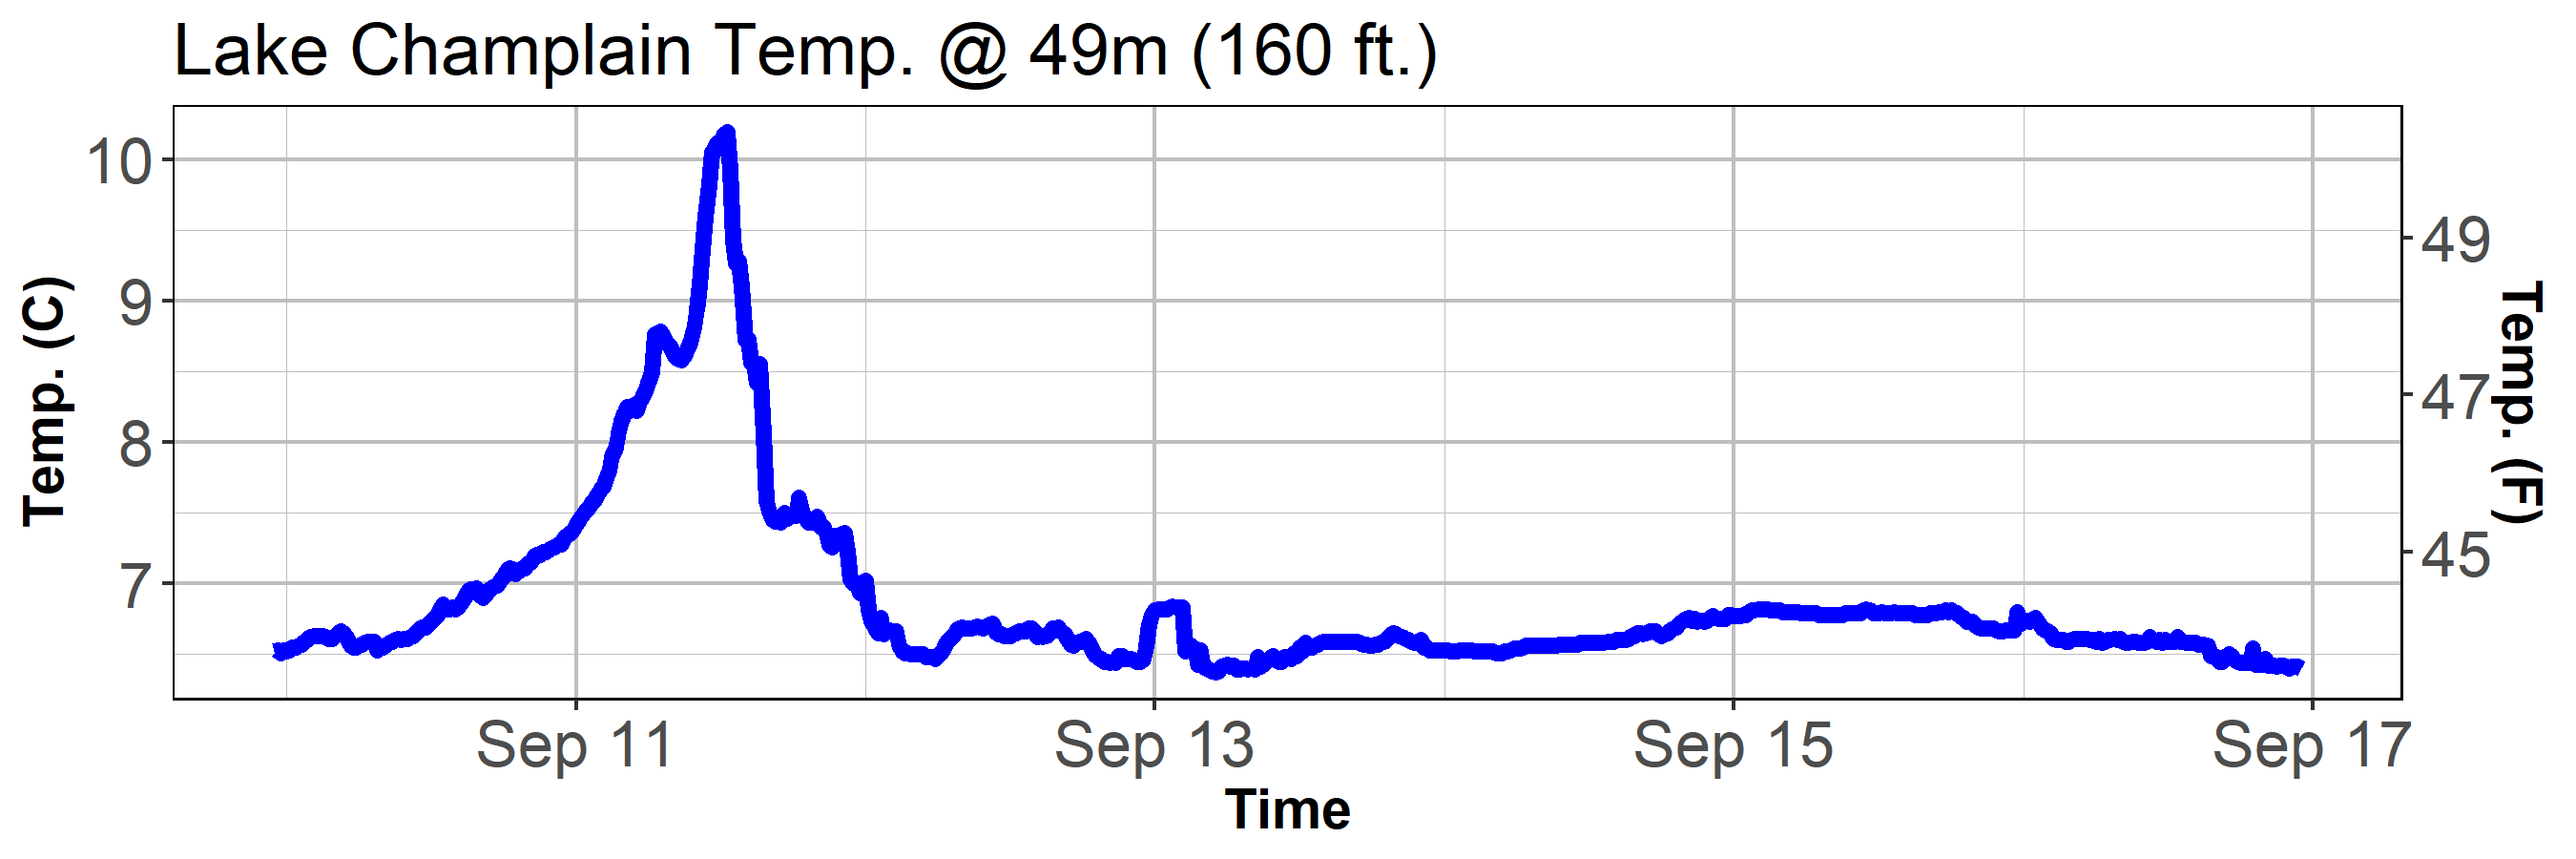 Lake Champlain Temp. @ 49m (160 ft.)
10
9
8
7
Temp. (C)
49
47
45
Temp. (F)
Sep 11
Sep 13
Sep 15
Sep 17
Time